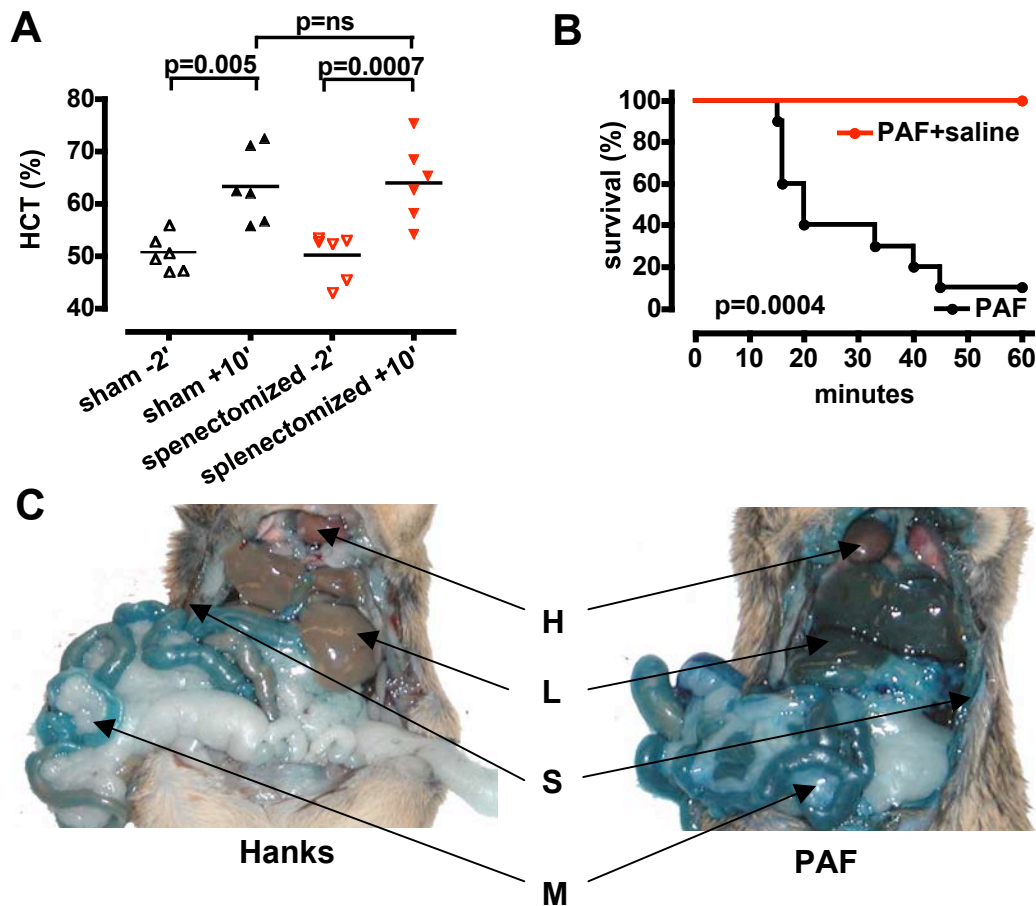 A
p=ns
p=0.005
p=0.0007
HCT (%)
80
70
60
50
40
sham -2'
sham +10'
spenectomized -2'
splenectomized +10'
B
survival (%)
100
80
60
40
20
0
PAF+saline
p=0.0004
PAF
0 10 20 30 40 50 60
minutes
C
H
L
S
M
Hanks
PAF